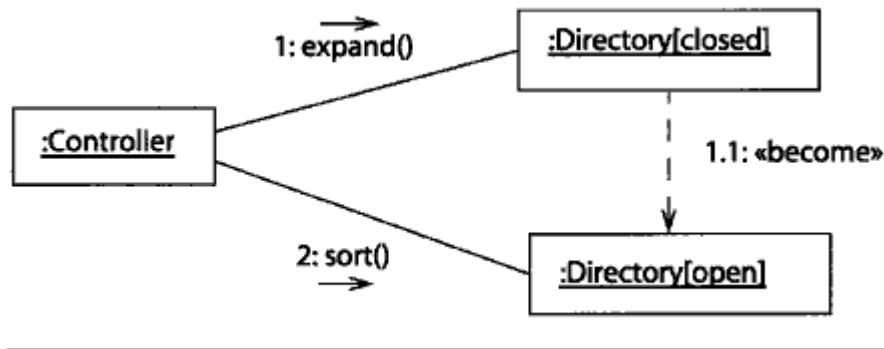 1: expand()
:Directory[closed]
:Controller
1.1: «become»
2: sort()
:Directory[open]